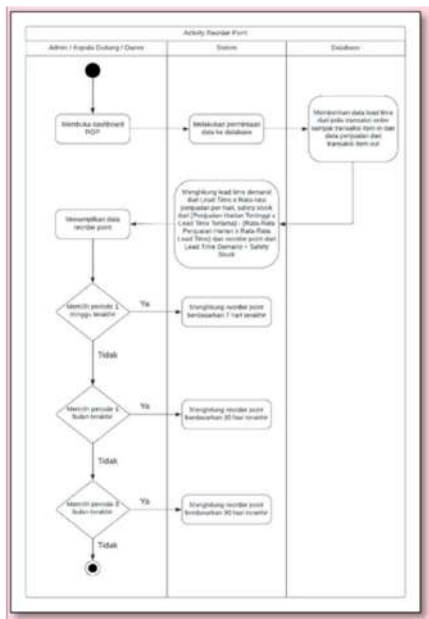 Activity Reorder Point
Admin / Kepala Gudang / Owner
Sistem
Database
Membuka dashboard
ROP
Melakukan permintaan
data ke database
Memberikan data lead time
dari pada transaksi order
sampai transaksi item in dan
data penjualan dari
transaksi item out
Menghitung lead time demand
dari Lead Time x Rata-rata
penjualan per hari, safety stock
dari (Penjualan Harian Tertinggi x
Lead Time Terlama) - (Rata-Rata
Penjualan Harian x Rata-Rata
Lead Time) dan reorder point dari
Lead Time Demand + Safety
Stock
Menampilkan data
reorder point
Memilih periode 1
minggu terakhir
Ya
Menghitung reorder point
berdasarkan 7 hari terakhir
Tidak
Memilih periode 1
bulan terakhir
Ya
Menghitung reorder point
berdasarkan 30 hari terakhir
Tidak
Memilih periode 3
bulan terakhir
Ya
Menghitung reorder point
berdasarkan 90 hari terakhir
Tidak